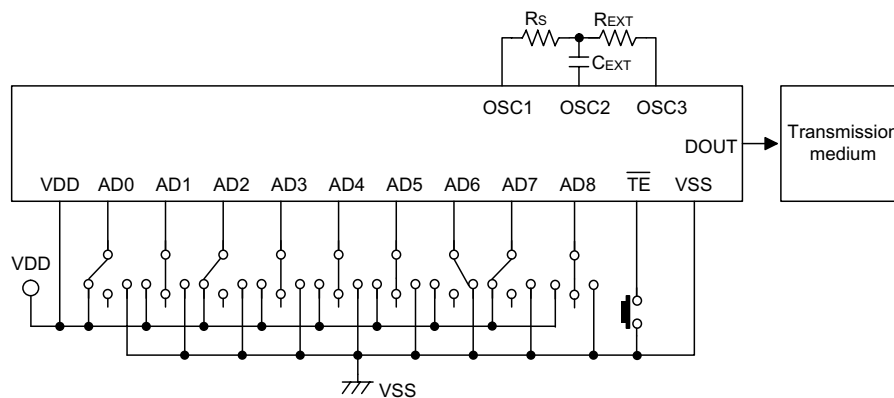 RS
REXT
CEXT
OSC1 OSC2 OSC3
DOUT
Transmission
medium
VDD AD0 AD1 AD2 AD3 AD4 AD5 AD6 AD7 AD8 TE VSS
VDD
VSS